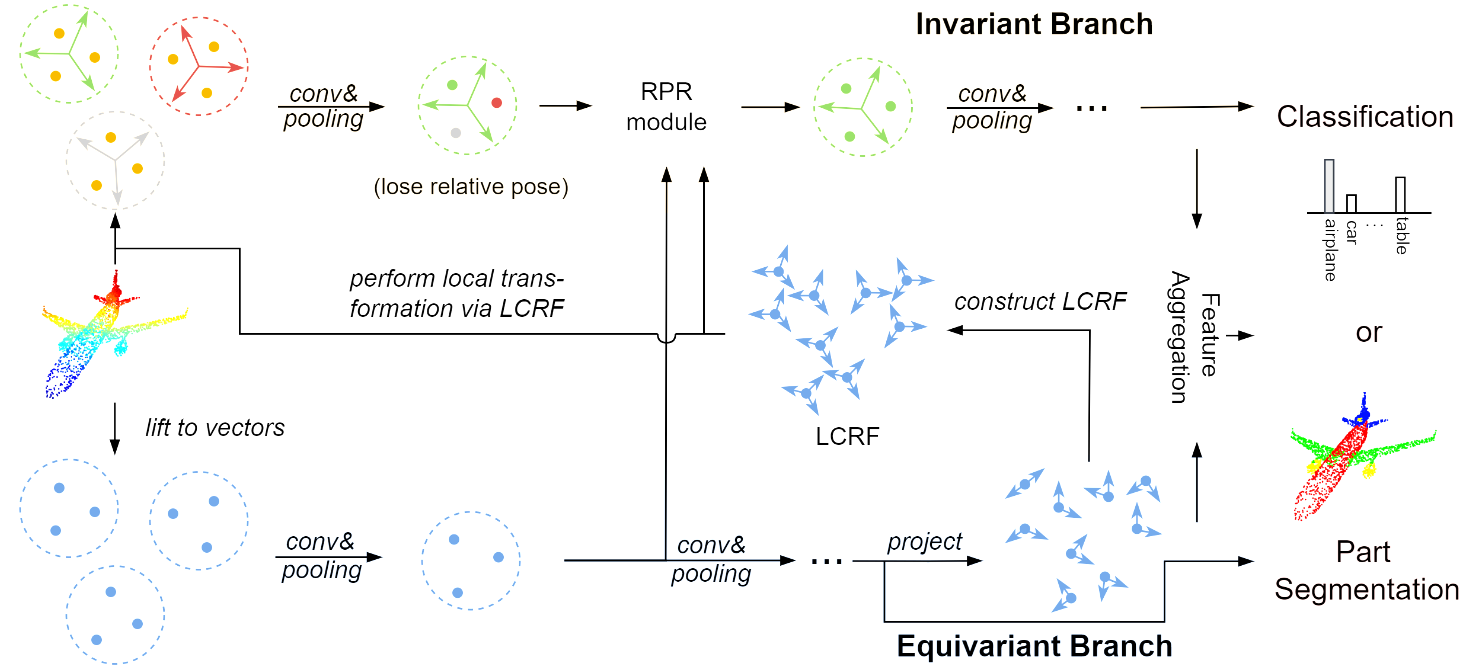 Invariant Branch
conv&
pooling
RPR
module
conv&
pooling
...
Classification
(lose relative pose)
airplane
car
...
table
perform local trans-
formation via LCRF
construct LCRF
Feature
Aggregation
or
LCRF
lift to vectors
conv&
pooling
conv&
pooling
...
project
Part
Segmentation
Equivariant Branch